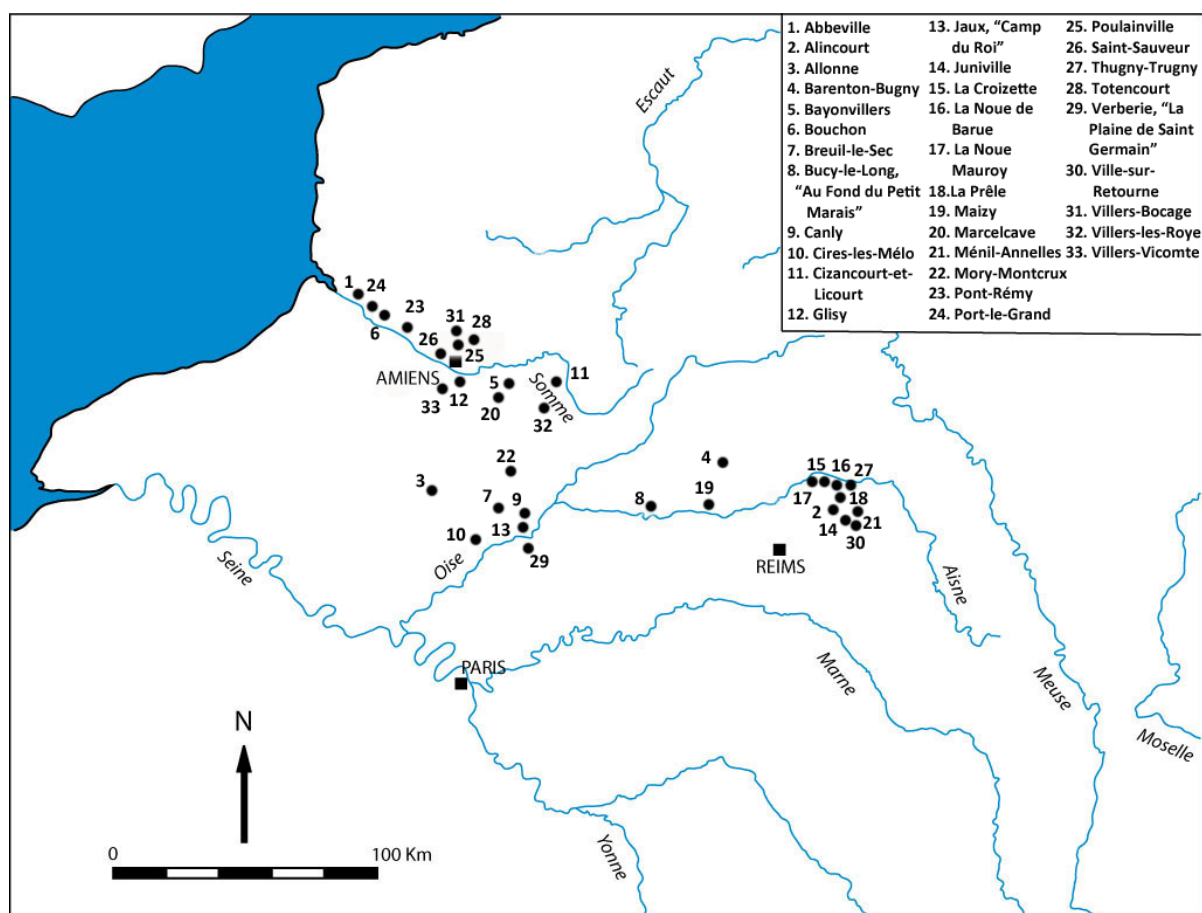 1. Abbeville
2. Alincourt
3. Allonne
4. Barenton-Bugny
5. Bayonvillers
6. Bouchon
7. Breuil-le-Sec
8. Bucy-le-Long,
"Au Fond du Petit
Marais"
9. Canly
10. Cires-les-Mélo
11. Cizancourt-et-
Licourt
12. Glisy
13. Jaux, "Camp
du Roi"
14. Juniville
15. La Croizette
16. La Noue de
Barue
17. La Noue
Mauroy
18.La Prêle
19. Maizy
20. Marcelcave
21. Ménil-Annelles
22. Mory-Montcrux
23. Pont-Rémy
24. Port-le-Grand
25. Poulainville
26. Saint-Sauveur
27. Thugny-Trugny
28. Totencourt
29. Verberie, "La
Plaine de Saint
Germain"
30. Ville-sur-
Retourne
31. Villers-Bocage
32. Villers-les-Roye
33. Villers-Vicomte
Escaut
1
24
23
6
31
28
26
25
AMIENS
Somme
33
12
5
20
11
32
22
3
7
9
13
10
29
Oise
4
8
19
15
16
27
17
18
2
14
21
30
REIMS
Seine
Aisne
PARIS
Marne
Meuse
Moselle
N
0
100 Km
Yonne